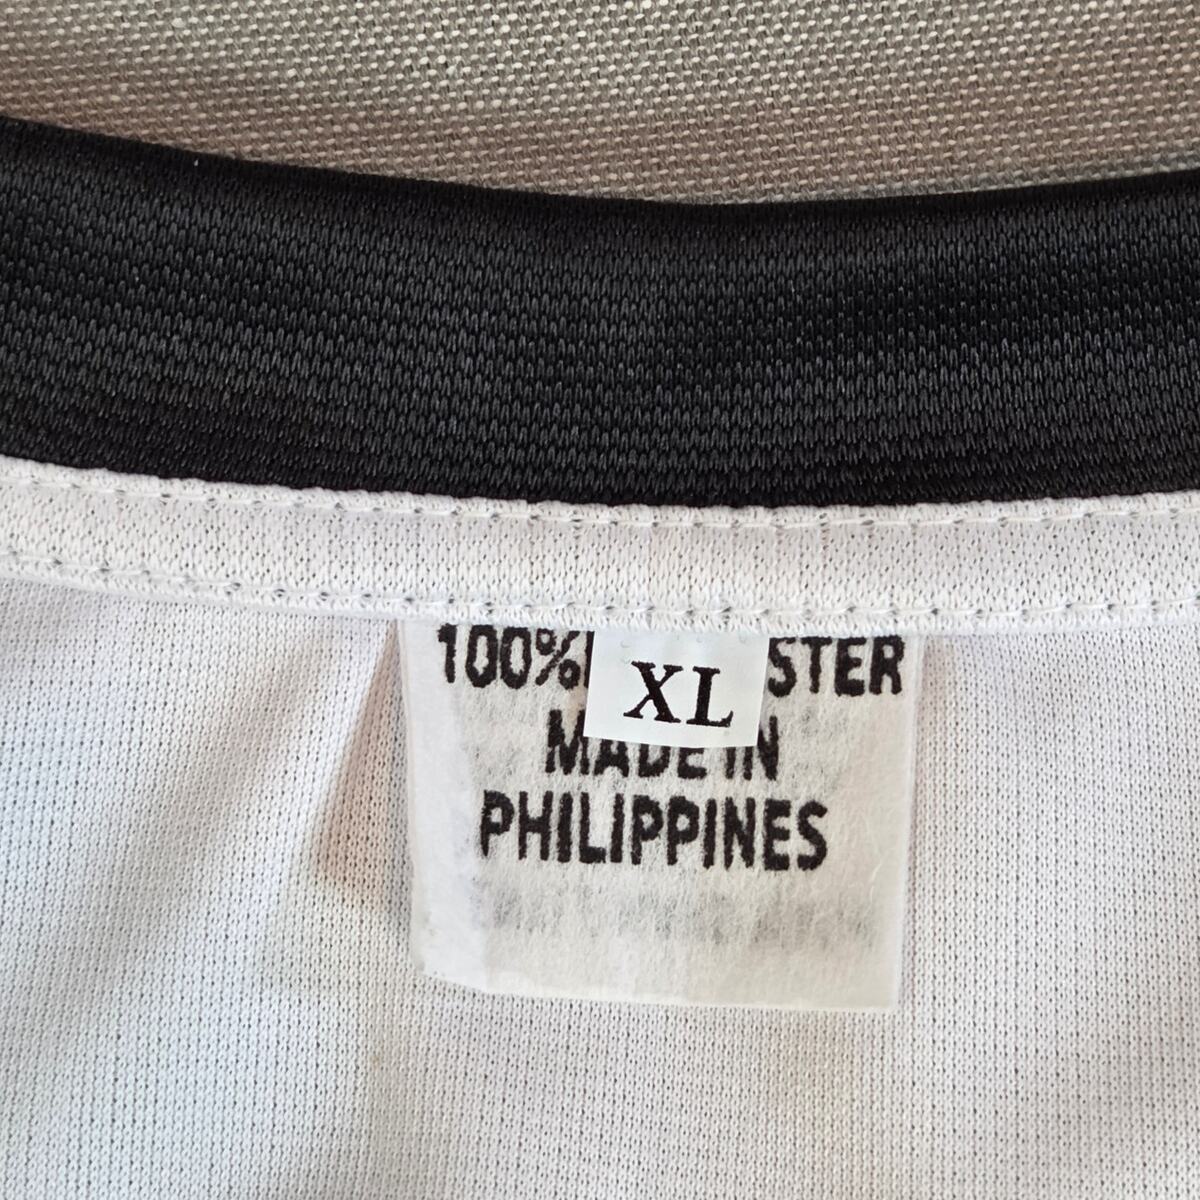 100% STER
XL
MADE IN
PHILIPPINES